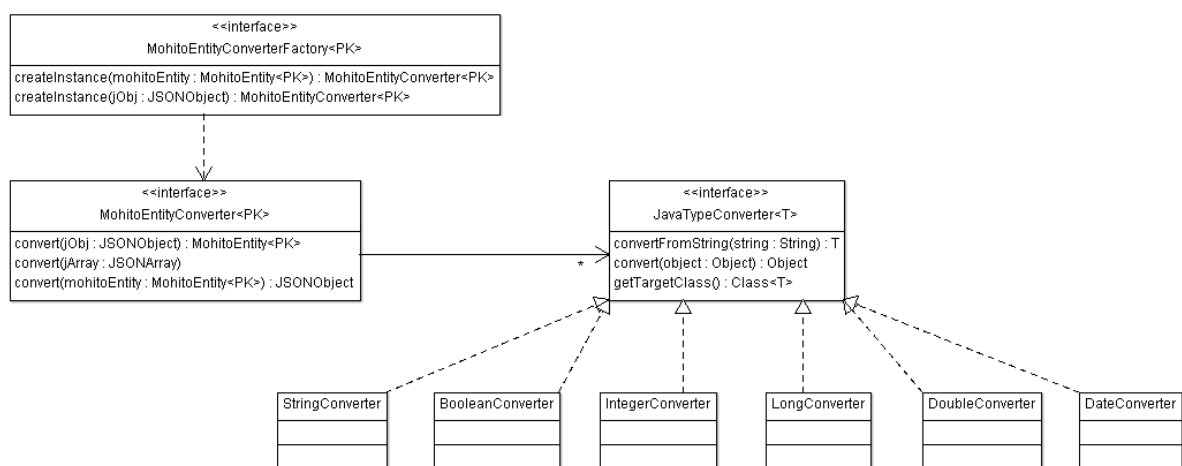 <<interface>>
MohitoEntityConverterFactory<PK>
createInstance(mohitoEntity : MohitoEntity<PK>) : MohitoEntityConverter<PK>
createInstance(jObj : JSONObject) : MohitoEntityConverter<PK>
<<interface>>
MohitoEntityConverter<PK>
convert(jObj : JSONObject) : MohitoEntity<PK>
convert(jArray : JSONArray)
convert(mohitoEntity : MohitoEntity<PK>) : JSONObject
*
<<interface>>
JavaTypeConverter<T>
convertFromString(string : String) : T
convert(object : Object) : Object
getTargetClass() : Class<T>
StringConverter
BooleanConverter
IntegerConverter
LongConverter
DoubleConverter
DateConverter